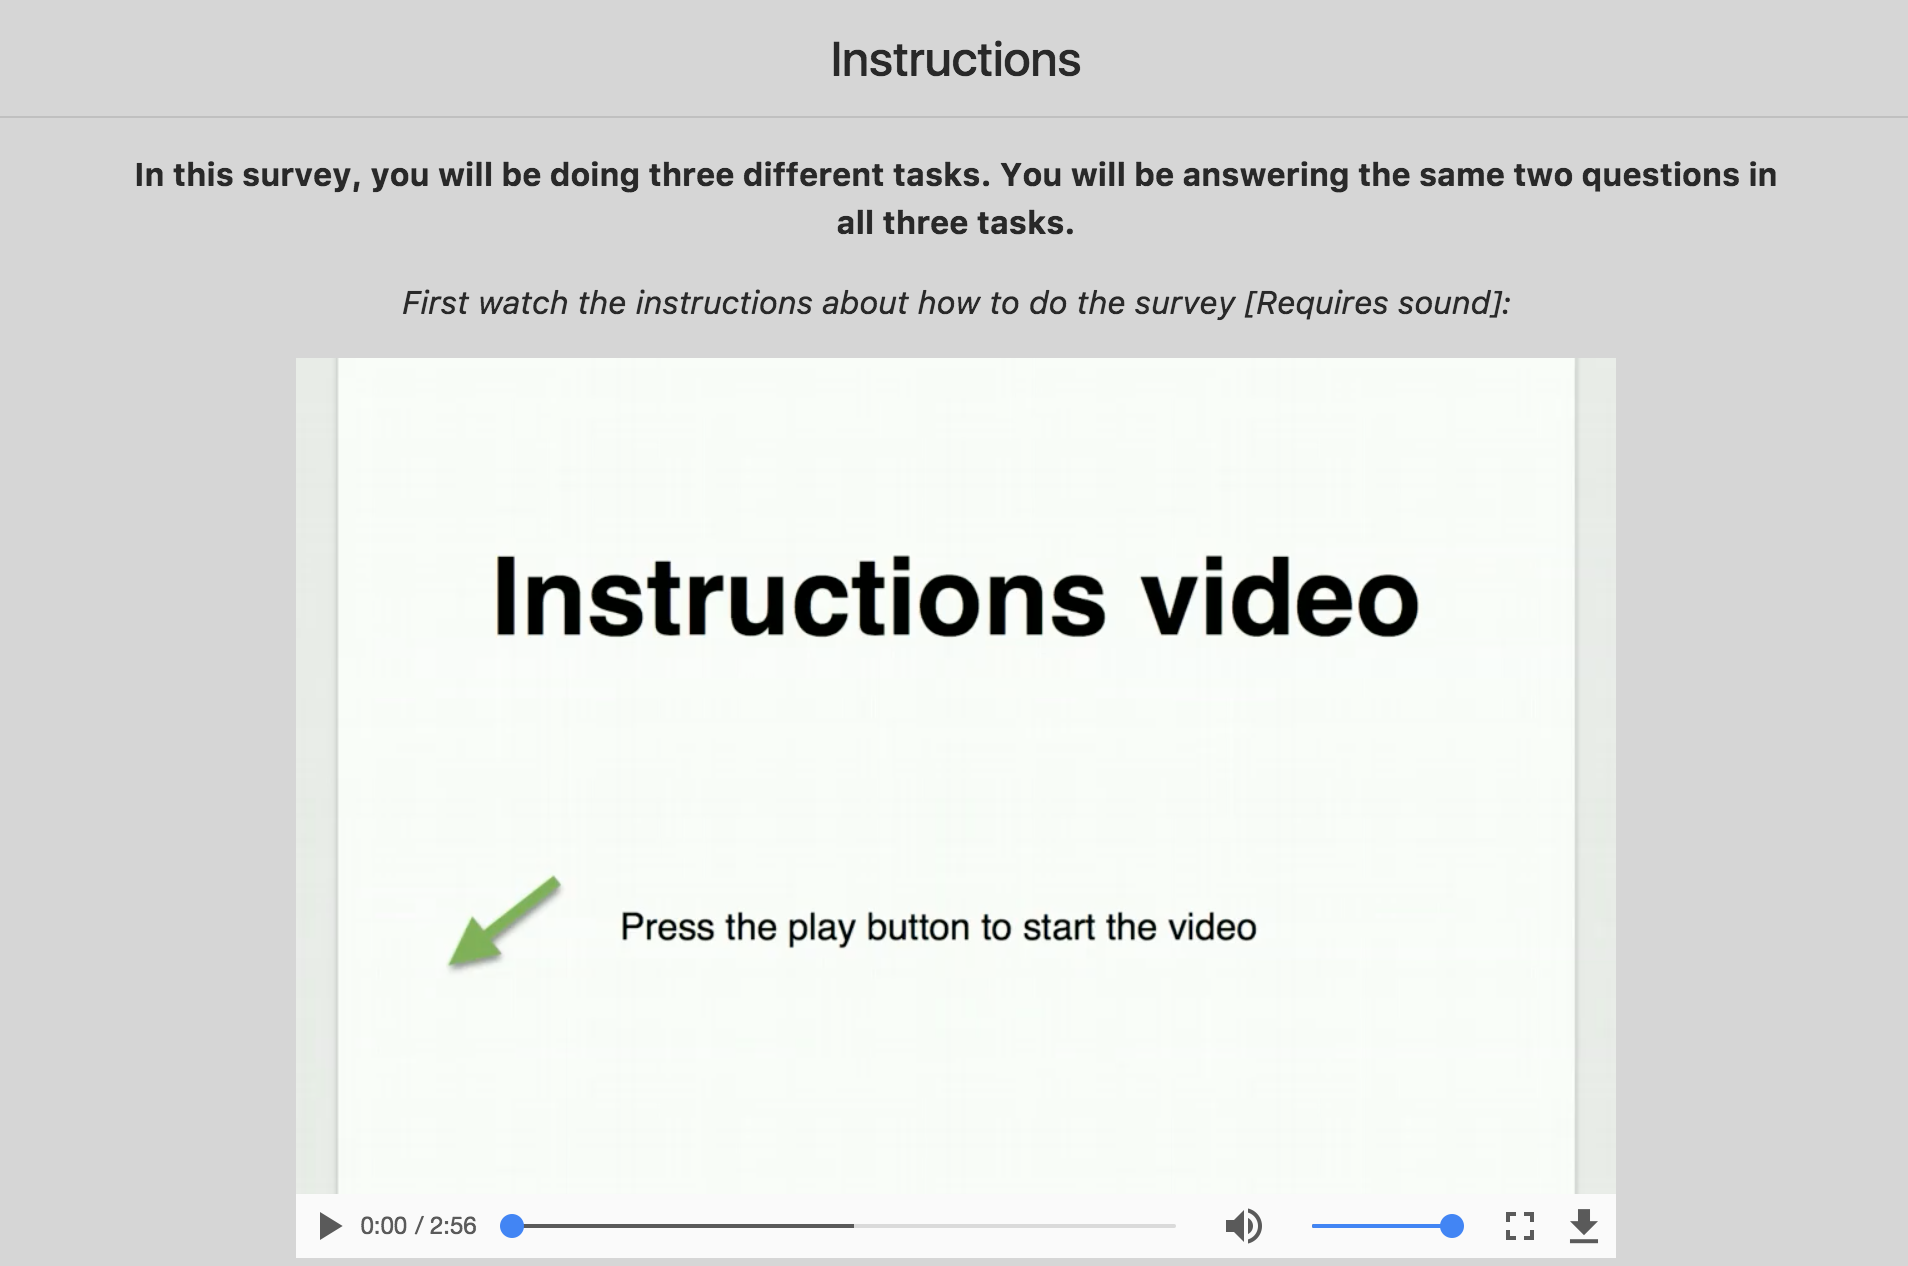 Instructions
In this survey, you will be doing three different tasks. You will be answering the same two questions in
all three tasks.
First watch the instructions about how to do the survey [Requires sound]:
Instructions video
Press the play button to start the video
0:00 / 2:56